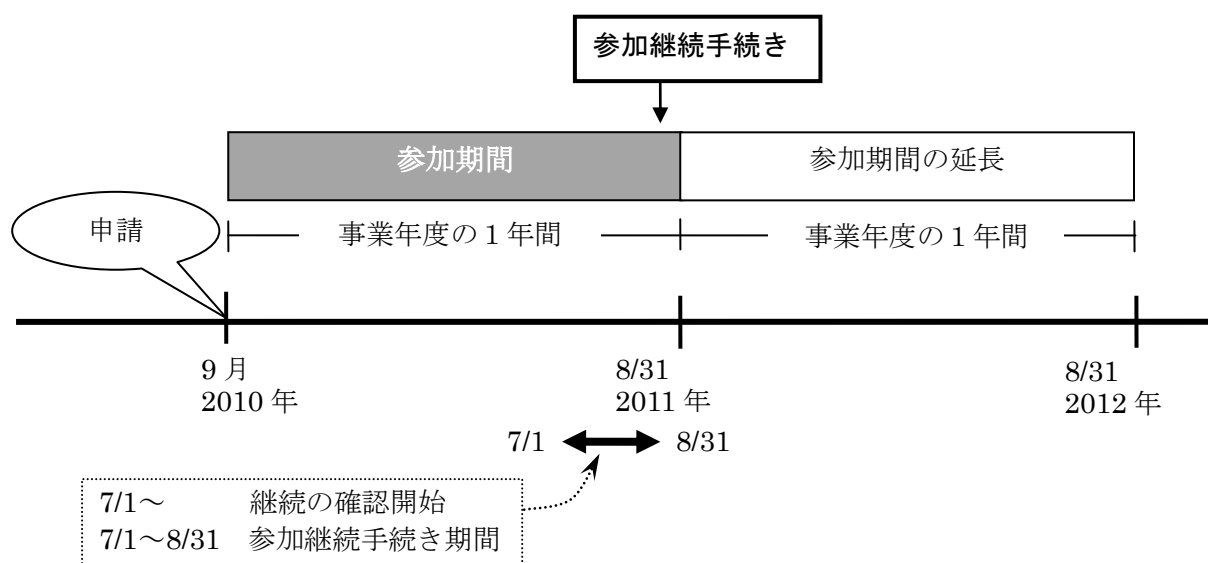 参加継続手続き
参加期間
参加期間の延長
申請
事業年度の１年間
事業年度の１年間
9 月
2010 年
8/31
2011 年
8/31
2012 年
7/1
8/31
7/1～ 継続の確認開始
7/1～8/31 参加継続手続き期間